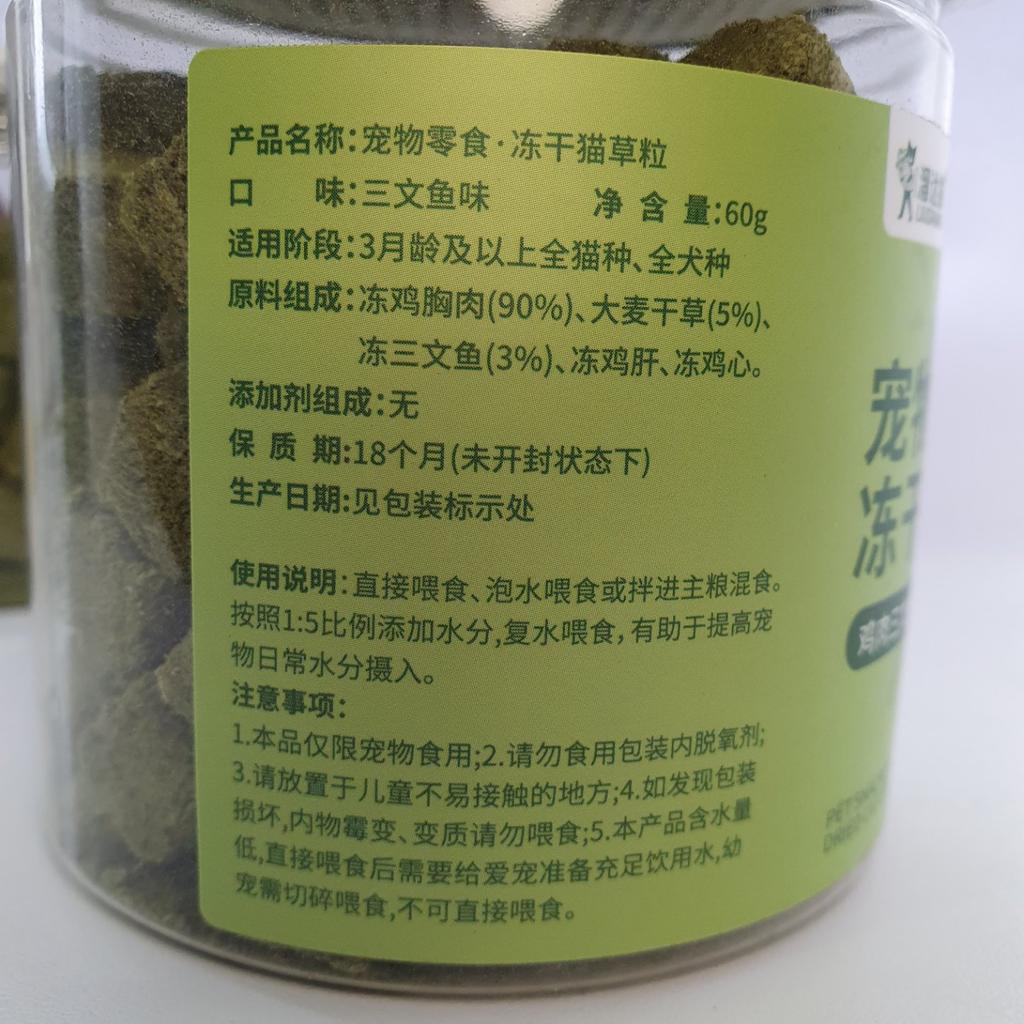 产品名称:宠物零食·冻干猫草粒
口 味:三文鱼味 净 含 量:60g
适用阶段:3月龄及以上全猫种、全犬种
原料组成:冻鸡胸肉(90%)、大麦干草(5%)、
冻三文鱼(3%)、冻鸡肝、冻鸡心。
添加剂组成:无
保 质 期:18个月(未开封状态下)
生产日期:见包装标示处
使用说明:直接喂食、泡水喂食或拌进主粮混食。
按照1:5比例添加水分,复水喂食,有助于提高宠
物日常水分摄入。
注意事项:
1.本品仅限宠物食用;2.请勿食用包装内脱氧剂;
3.请放置于儿童不易接触的地方;4.如发现包装
损坏,内物霉变、变质请勿喂食;5.本产品含水量
低,直接喂食后需要给爱宠准备充足饮用水,幼
宠需切碎喂食,不可直接喂食。
宠
冻干
鸡肉
PET
DRIED